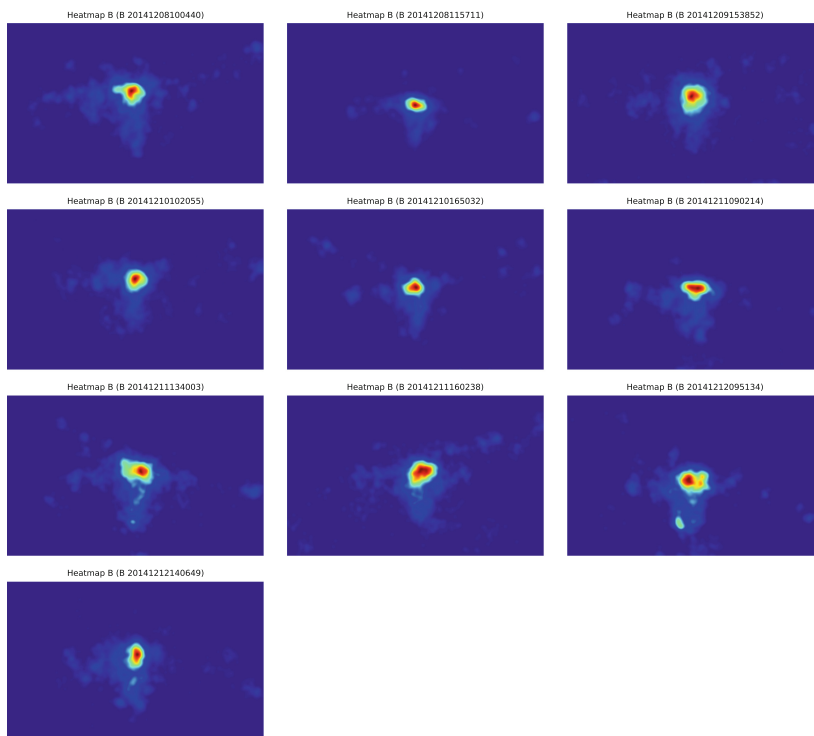 Heatmap B (B 20141208100440)
Heatmap B (B 20141208115711)
Heatmap B (B 20141209153852)
Heatmap B (B 20141210102055)
Heatmap B (B 20141210165032)
Heatmap B (B 20141211090214)
Heatmap B (B 20141211134003)
Heatmap B (B 20141211160238)
Heatmap B (B 20141212095134)
Heatmap B (B 20141212140649)